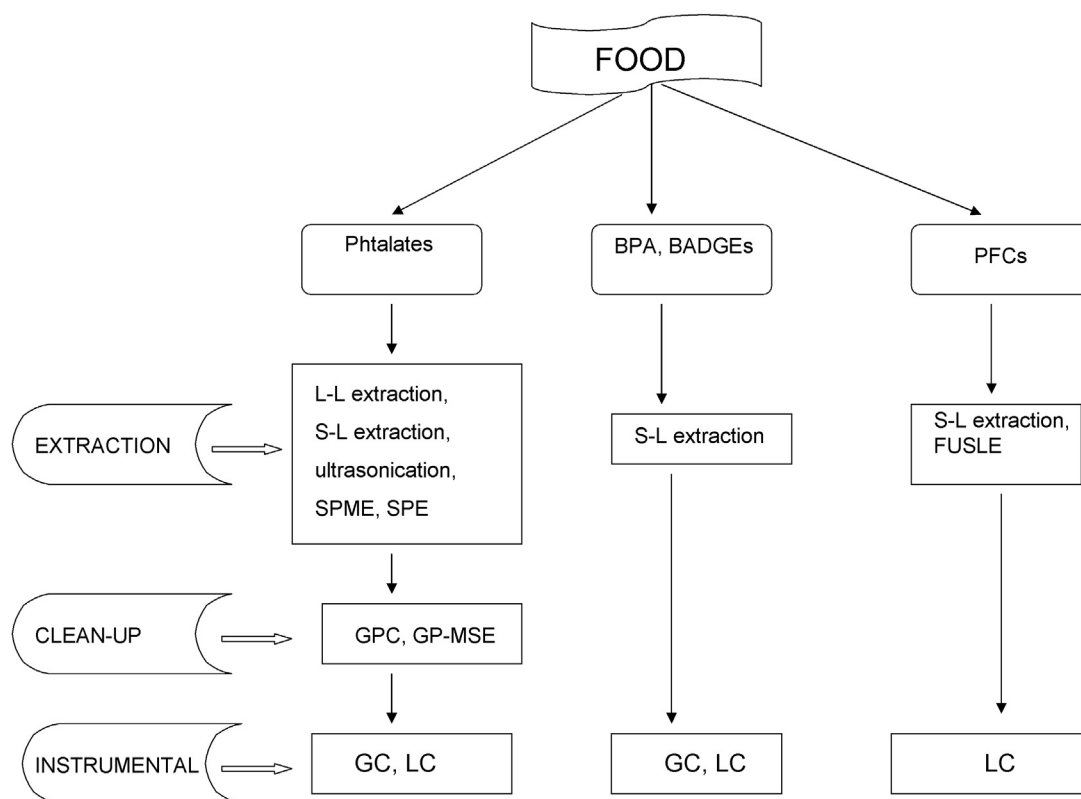 FOOD
Phtalates
BPA, BADGEs
PFCs
EXTRACTION
L-L extraction,
S-L extraction,
ultrasonication,
SPME, SPE
S-L extraction
S-L extraction,
FUSLE
CLEAN-UP
GPC, GP-MSE
INSTRUMENTAL
GC, LC
GC, LC
LC